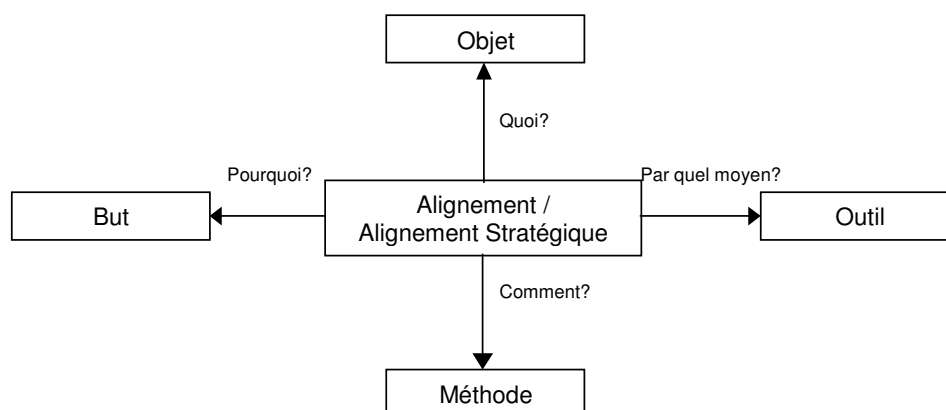 Objet
Quoi?
Pourquoi?
Par quel moyen?
But
Alignement /
Alignement Stratégique
Outil
Comment?
Méthode